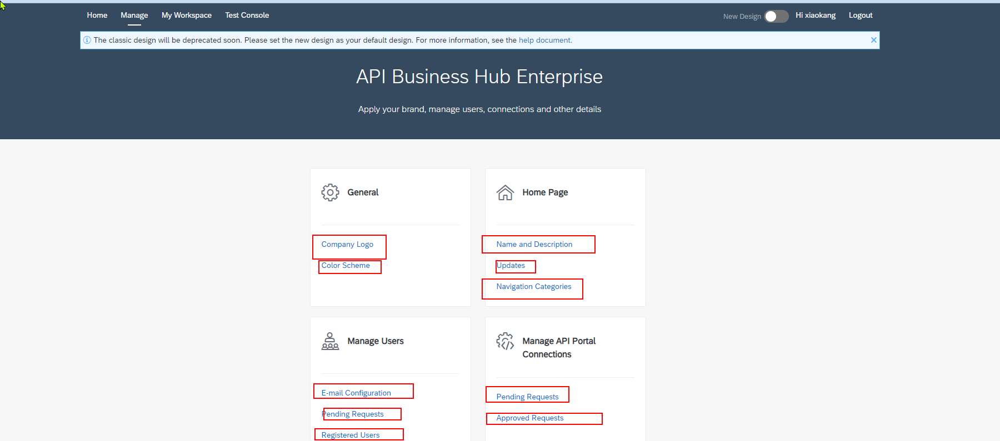 Home Manage My Workspace Test Console New Design Hi xiaokang Logout
The classic design will be deprecated soon. Please set the new design as your default design. For more information, see the help document.
API Business Hub Enterprise
Apply your brand, manage users, connections and other details
General
Company Logo
Color Scheme
Home Page
Name and Description
Updates
Navigation Categories
Manage Users
E-mail Configuration
Pending Requests
Registered Users
Manage API Portal
Connections
Pending Requests
Approved Requests